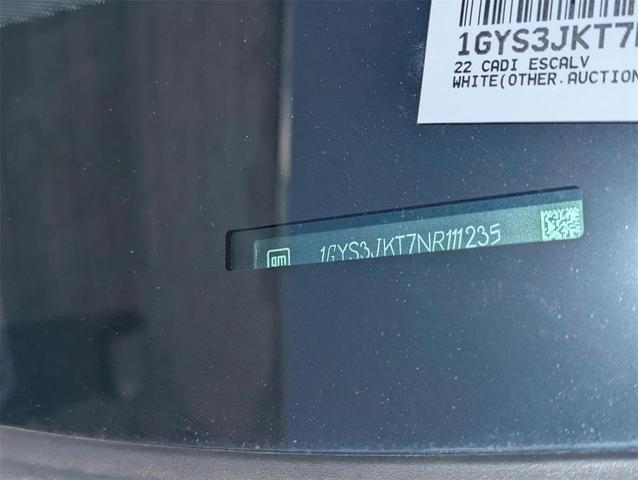 1GYS3JKT7
22 CADI ESCALV
WHITE(OTHER.AUCTION
gm 1GYS3JKT7NR111235